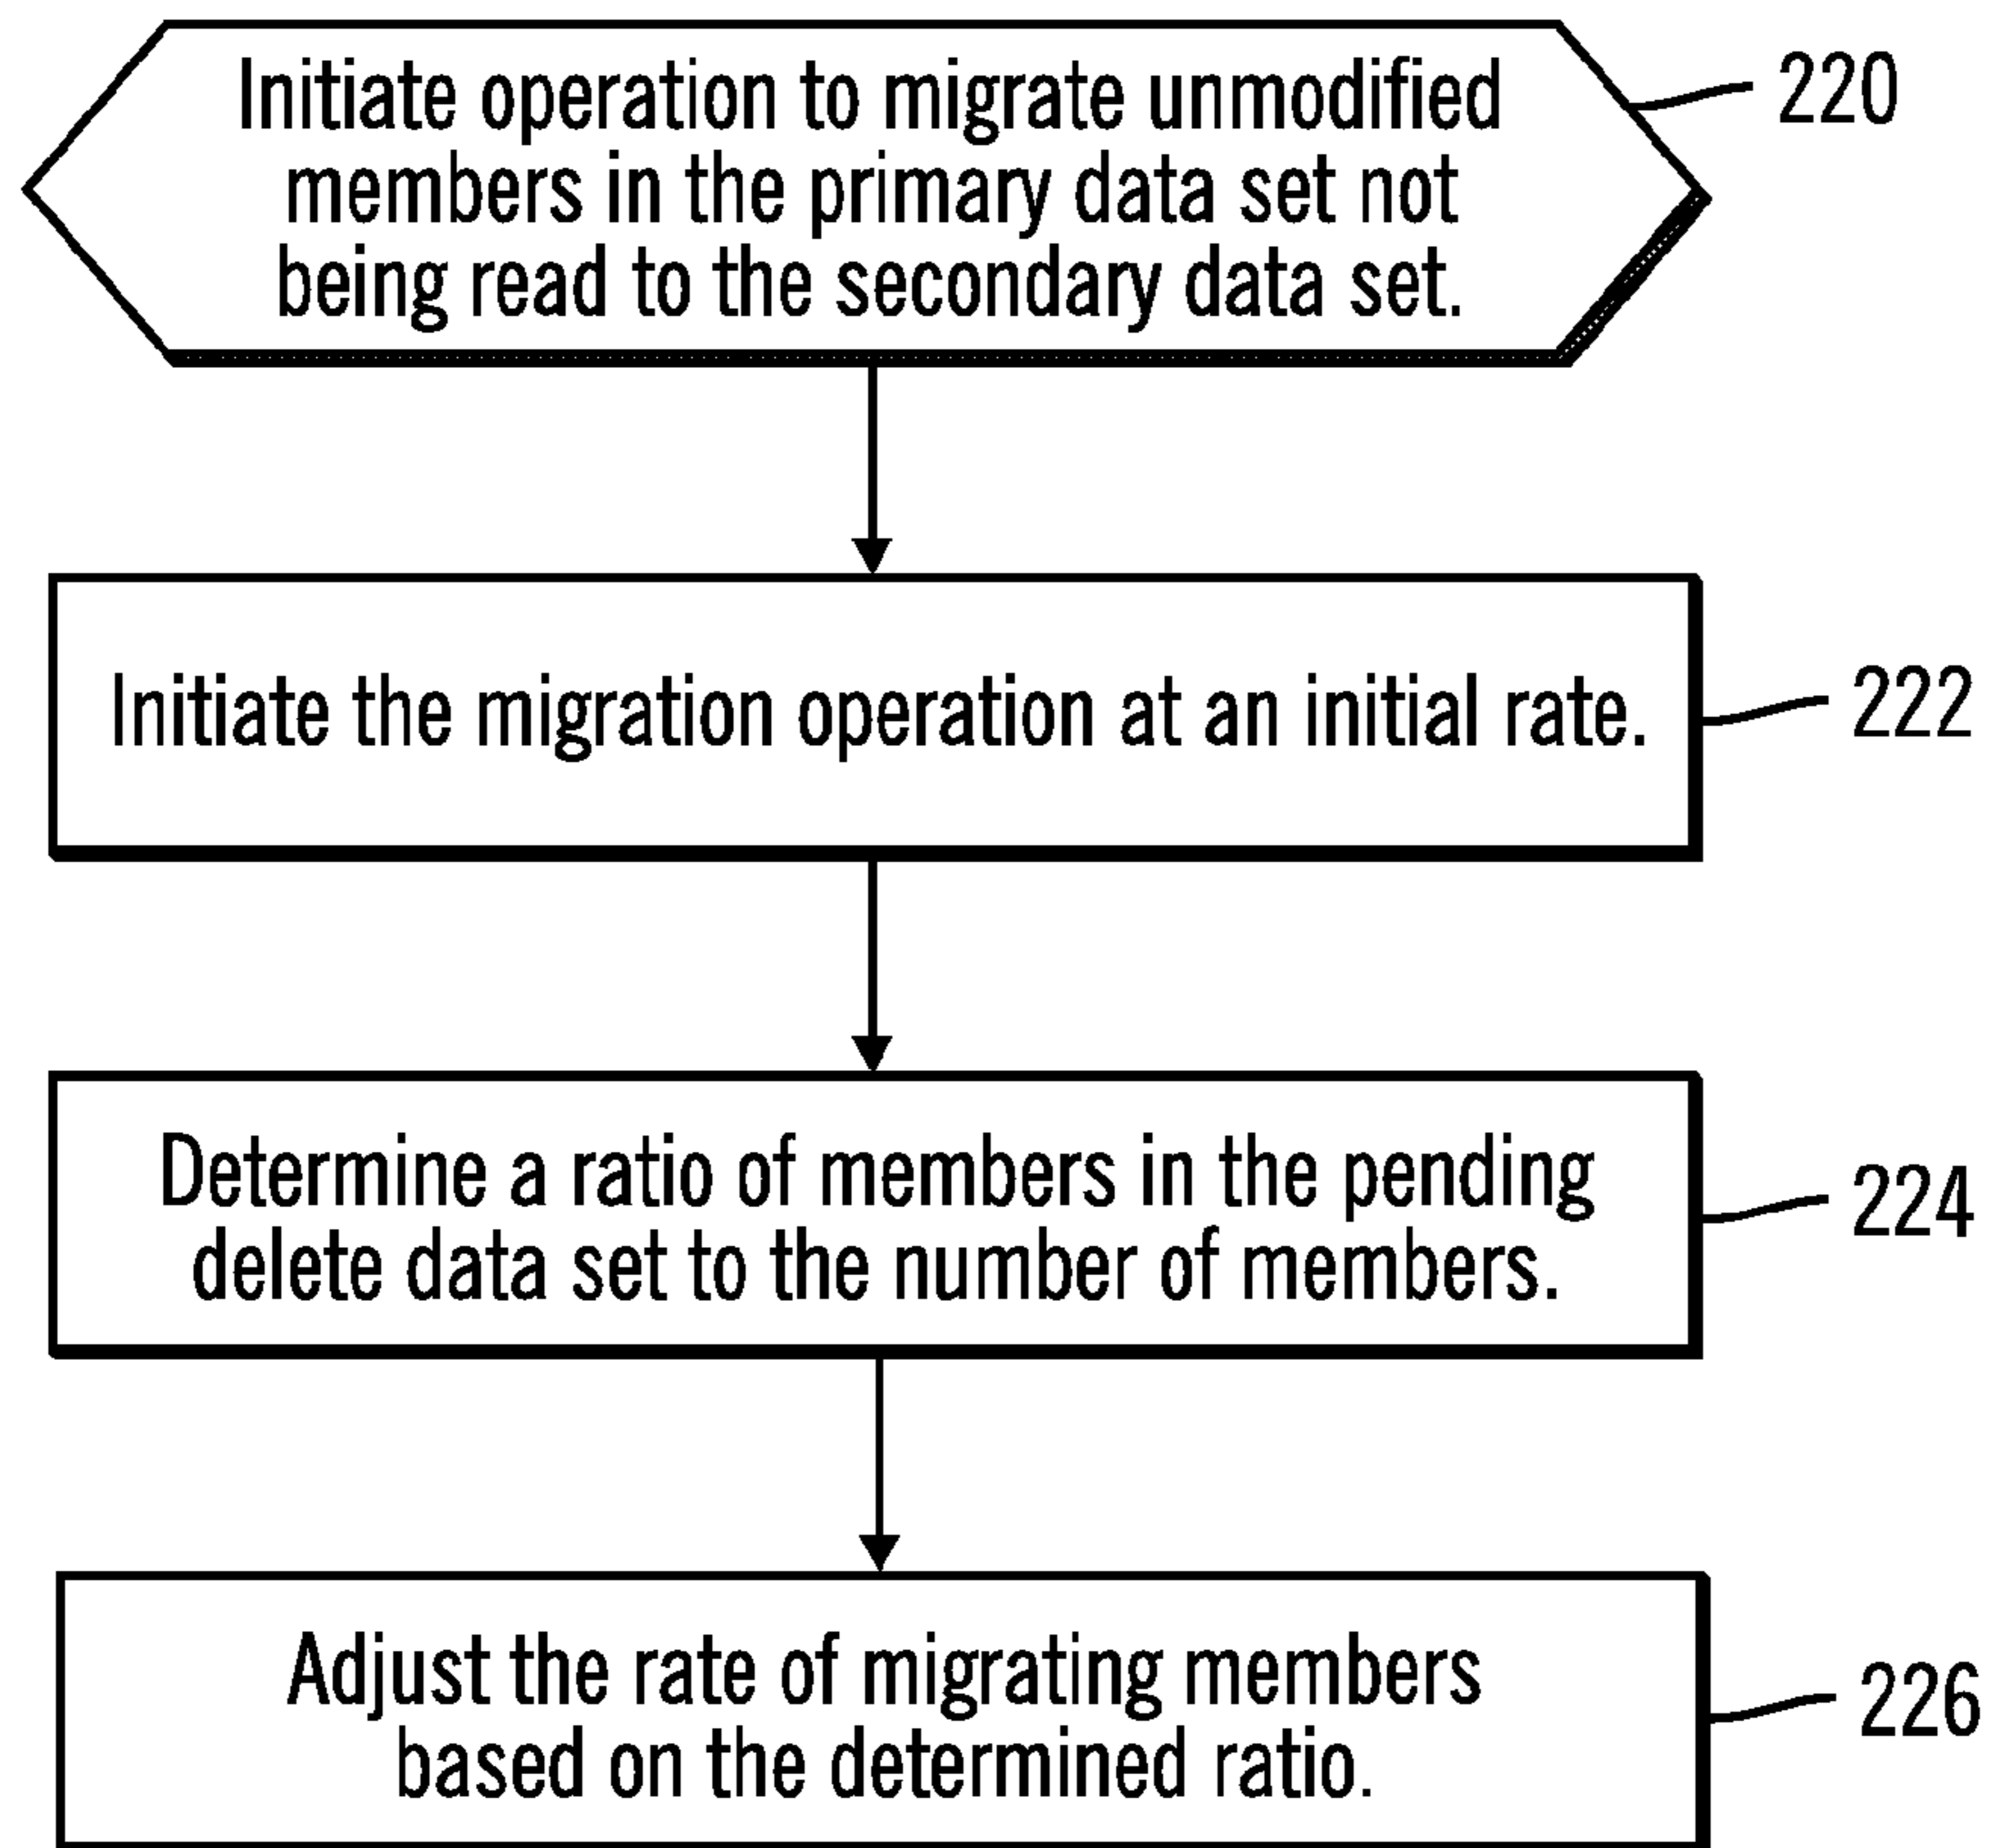 Initiate operation to migrate unmodified
members in the primary data set not
being read to the secondary data set.
220
Initiate the migration operation at an initial rate.
222
Determine a ratio of members in the pending
delete data set to the number of members.
224
Adjust the rate of migrating members
based on the determined ratio.
226